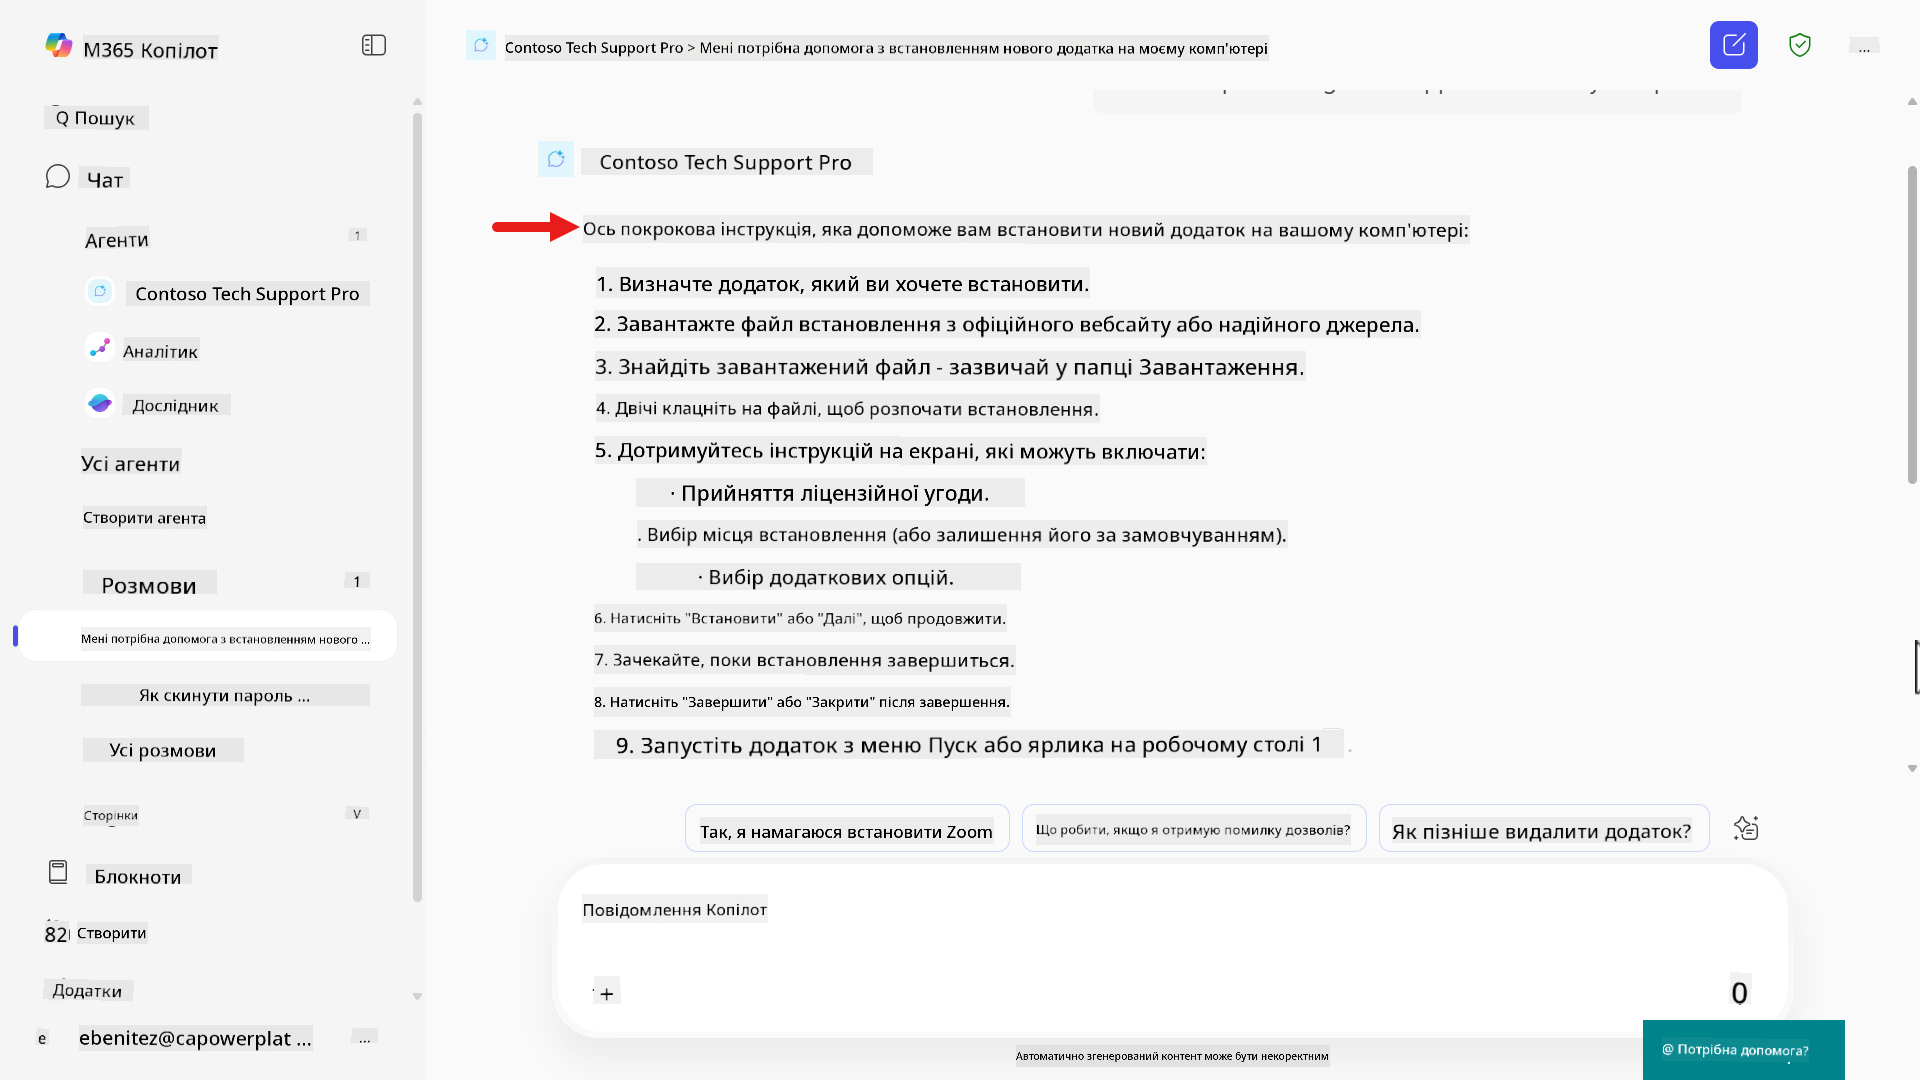 M365 Копілот
Q Пошук
Чат
Агенти 1
Contoso Tech Support Pro
Аналітик
Дослідник
Усі агенти
Створити агента
Розмови 1
Мені потрібна допомога з встановленням нового ...
Як скинути пароль ...
Усі розмови
Сторінки V
Блокноти
82 Створити
Додатки
e ebenitez@capowerplat ... ...
Contoso Tech Support Pro > Мені потрібна допомога з встановленням нового додатка на моєму комп'ютері ...
Contoso Tech Support Pro
Ось покрокова інструкція, яка допоможе вам встановити новий додаток на вашому комп'ютері:
1. Визначте додаток, який ви хочете встановити.
2. Завантажте файл встановлення з офіційного вебсайту або надійного джерела.
3. Знайдіть завантажений файл - зазвичай у папці Завантаження.
4. Двічі клацніть на файлі, щоб розпочати встановлення.
5. Дотримуйтесь інструкцій на екрані, які можуть включати:
· Прийняття ліцензійної угоди.
. Вибір місця встановлення (або залишення його за замовчуванням).
· Вибір додаткових опцій.
6. Натисніть "Встановити" або "Далі", щоб продовжити.
7. Зачекайте, поки встановлення завершиться.
8. Натисніть "Завершити" або "Закрити" після завершення.
9. Запустіть додаток з меню Пуск або ярлика на робочому столі 1 .
Так, я намагаюся встановити Zoom
Що робити, якщо я отримую помилку дозволів?
Як пізніше видалити додаток?
Повідомлення Копілот
+ 0
Автоматично згенерований контент може бути некоректним
@ Потрібна допомога?